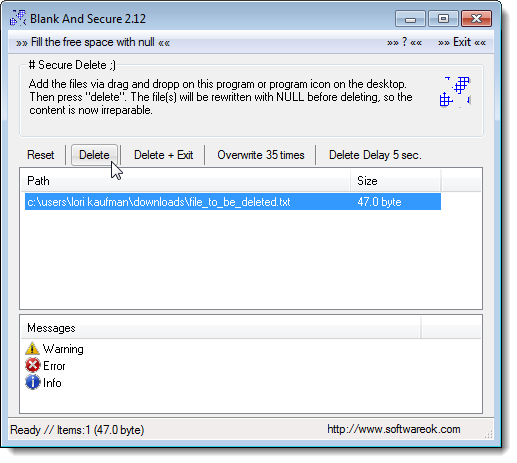 Blank And Secure 2.12
»» Fill the free space with null ««    »» ? ««    »» Exit ««
# Secure Delete ;)
Add the files via drag and dropp on this program or program icon on the desktop.
Then press "delete". The file(s) will be rewritten with NULL before deleting, so the
content is now irreparable.
Reset    Delete    Delete + Exit    Overwrite 35 times    Delete Delay 5 sec.
Path    Size
c:\users\lori kaufman\downloads\file_to_be_deleted.txt    47.0 byte
Messages
Warning
Error
Info
Ready // Items:1 (47.0 byte)    http://www.softwareok.com